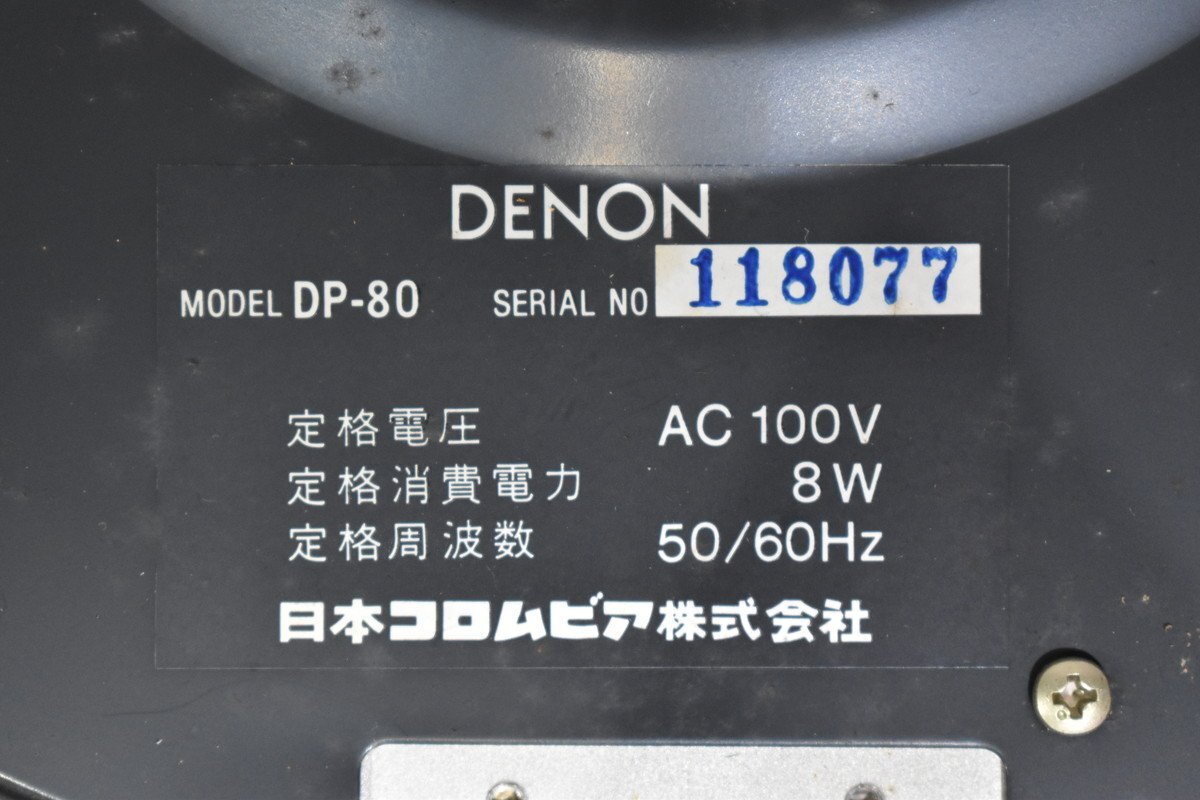 DENON
MODEL DP-80 SERIAL NO 118077
定格電圧 AC 100V
定格消費電力 8W
定格周波数 50/60Hz
日本コロムビア株式会社